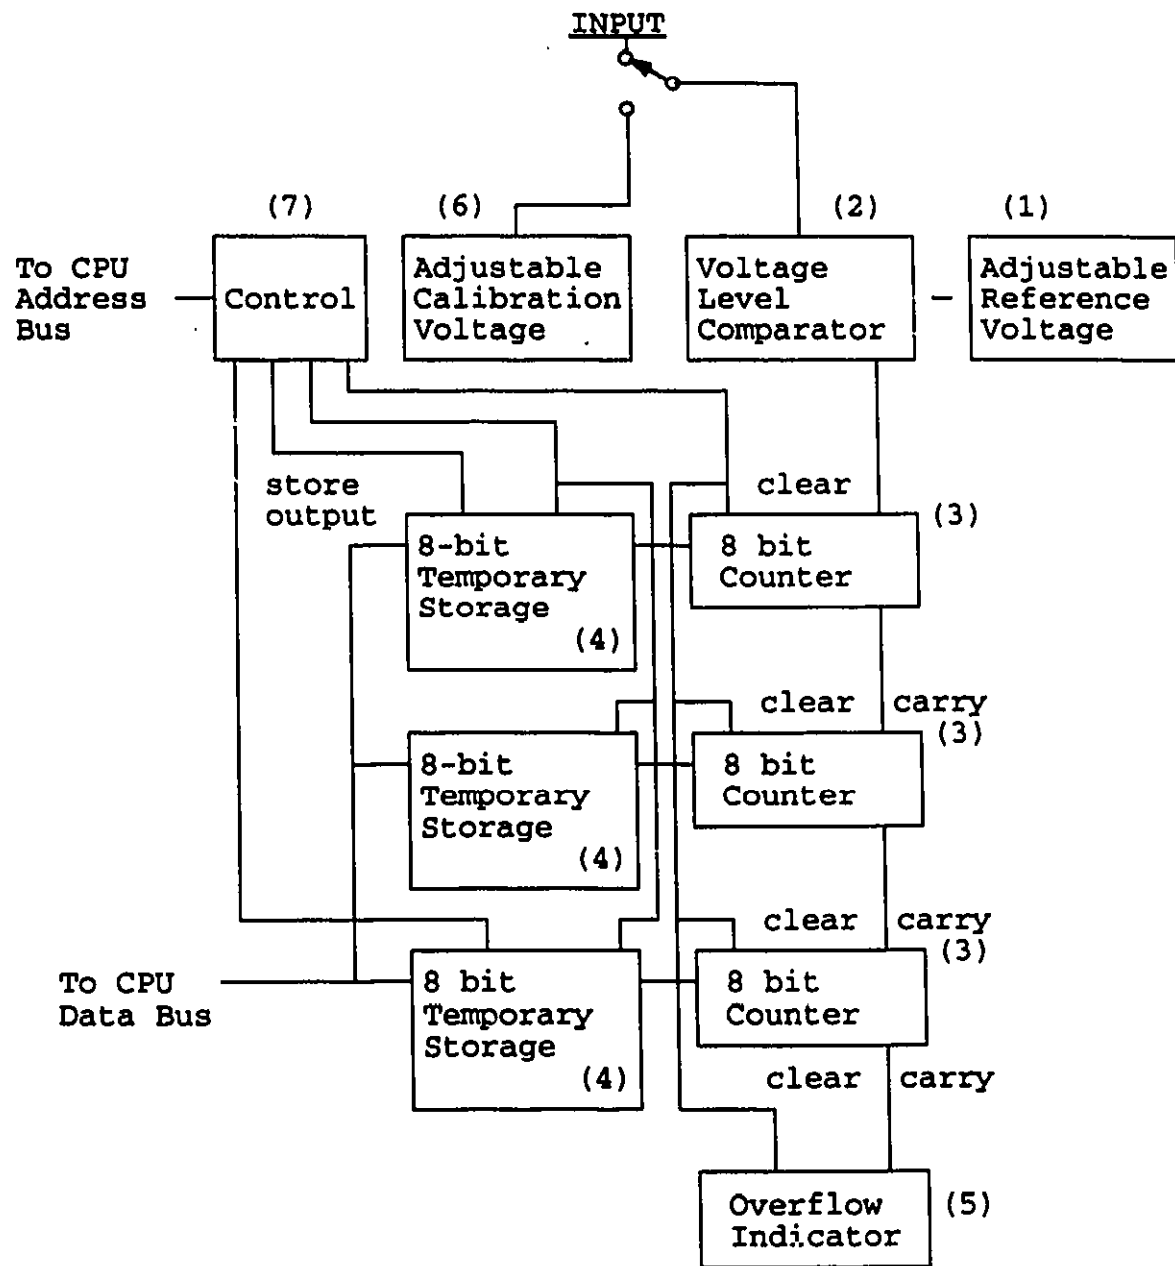 INPUT
(7)
(6)
(2)
(1)
To CPU
Address
Bus
Control
Adjustable
Calibration
Voltage
Voltage
Level
Comparator
Adjustable
Reference
Voltage
store
output
clear
(3)
8-bit
Temporary
Storage
(4)
8 bit
Counter
clear
carry
(3)
8-bit
Temporary
Storage
(4)
8 bit
Counter
clear
carry
(3)
To CPU
Data Bus
8 bit
Temporary
Storage
(4)
8 bit
Counter
clear
carry
Overflow
Indicator
(5)